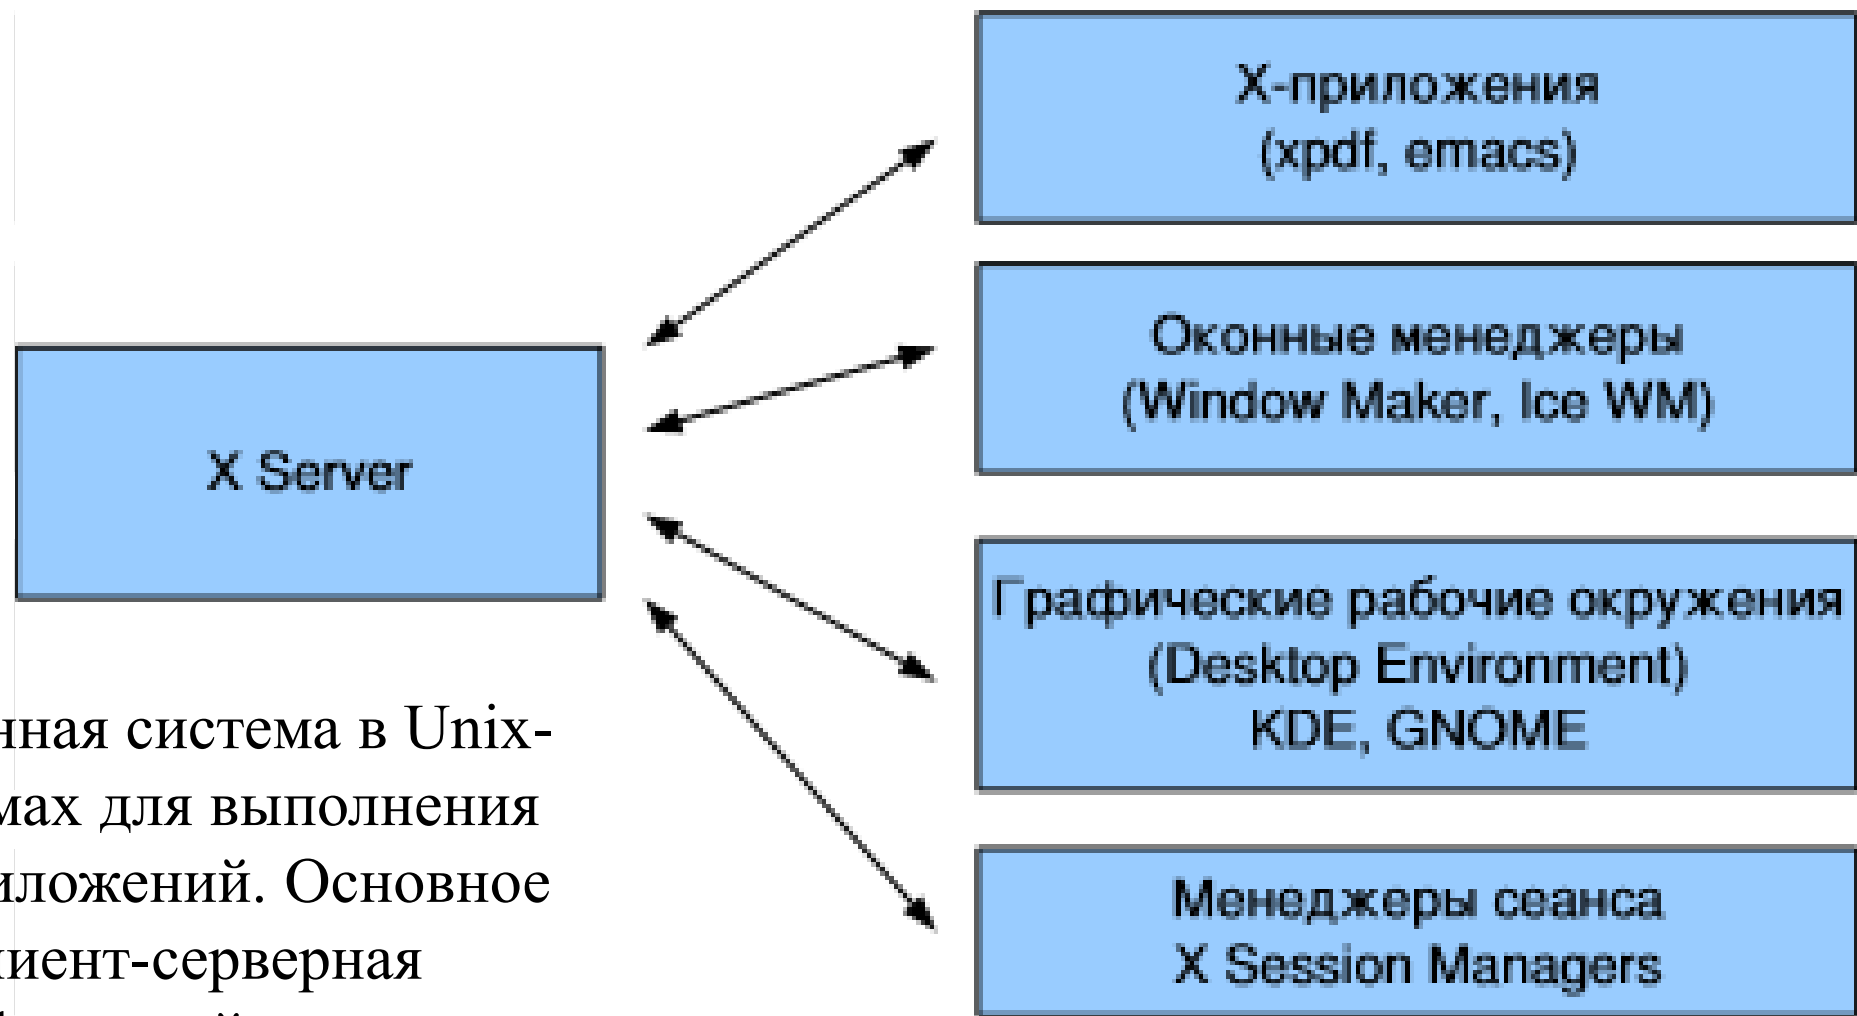 X-приложения
(xpdf, emacs)
Оконные менеджеры
(Window Maker, Ice WM)
X Server
Графические рабочие окружения
(Desktop Environment)
KDE, GNOME
Менеджеры сеанса
X Session Managers
нная система в Unix-
мах для выполнения
иложений. Основное
иент-серверная